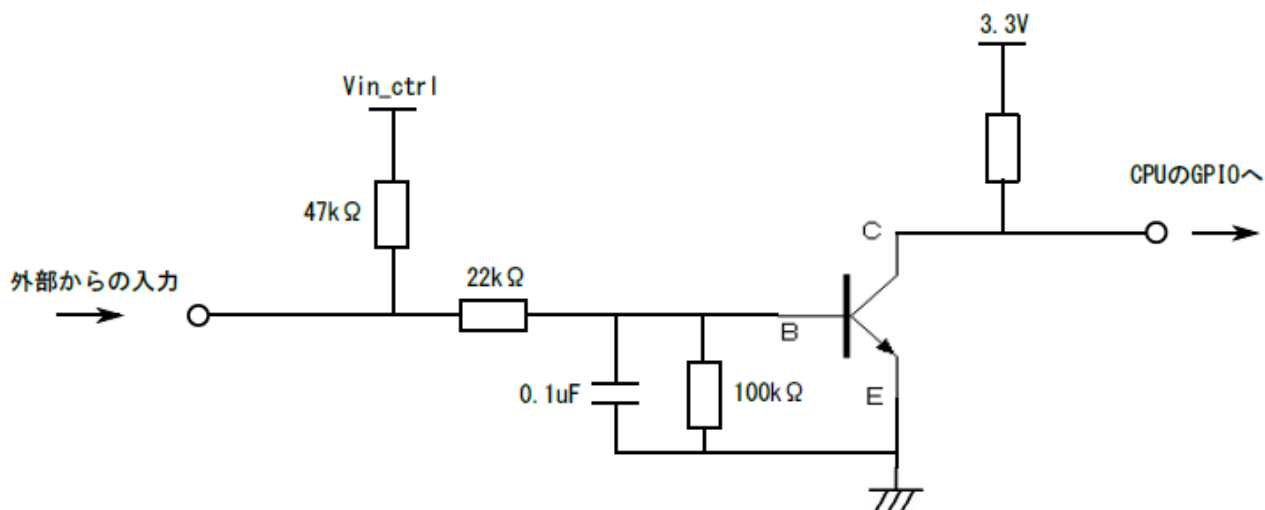 3.3V
Vin_ctrl
CPUのGPIOへ
47kΩ
C
外部からの入力
22kΩ
B
0.1uF
100kΩ
E